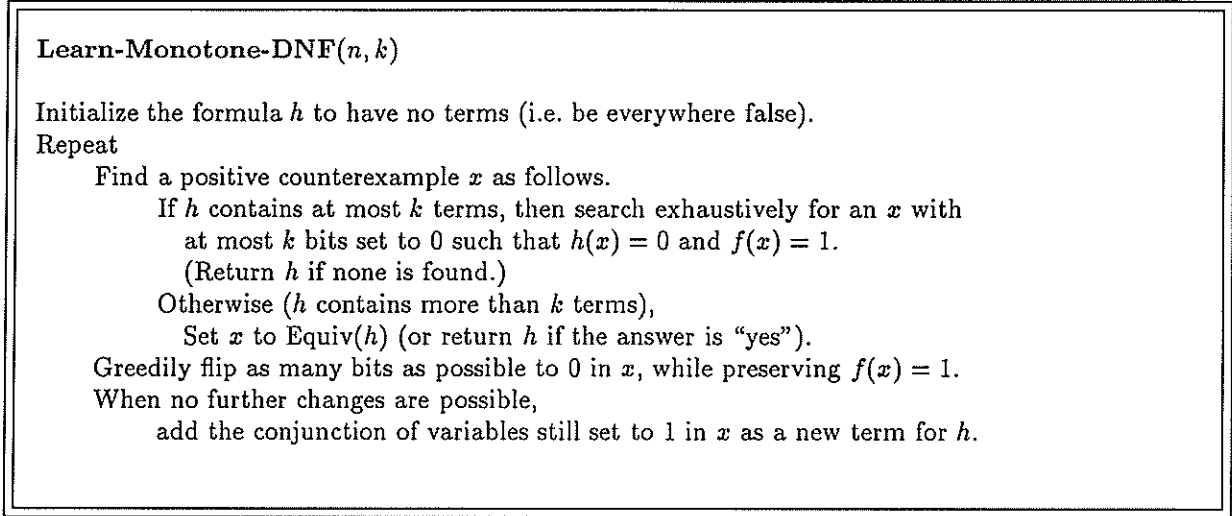 Learn-Monotone-DNF(n, k)
Initialize the formula h to have no terms (i.e. be everywhere false).
Repeat
Find a positive counterexample x as follows.
If h contains at most k terms, then search exhaustively for an x with
at most k bits set to 0 such that h(x) = 0 and f(x) = 1.
(Return h if none is found.)
Otherwise (h contains more than k terms),
Set x to Equiv(h) (or return h if the answer is “yes”).
Greedily flip as many bits as possible to 0 in x, while preserving f(x) = 1.
When no further changes are possible,
add the conjunction of variables still set to 1 in x as a new term for h.